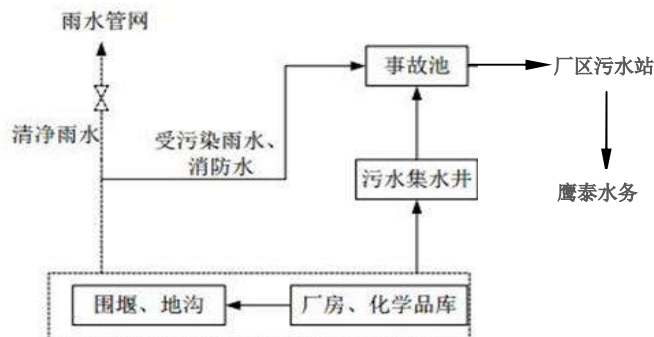 雨水管网
事故池
厂区污水站
清净雨水
受污染雨水、
消防水
污水集水井
鹰泰水务
围堰、地沟
厂房、化学品库